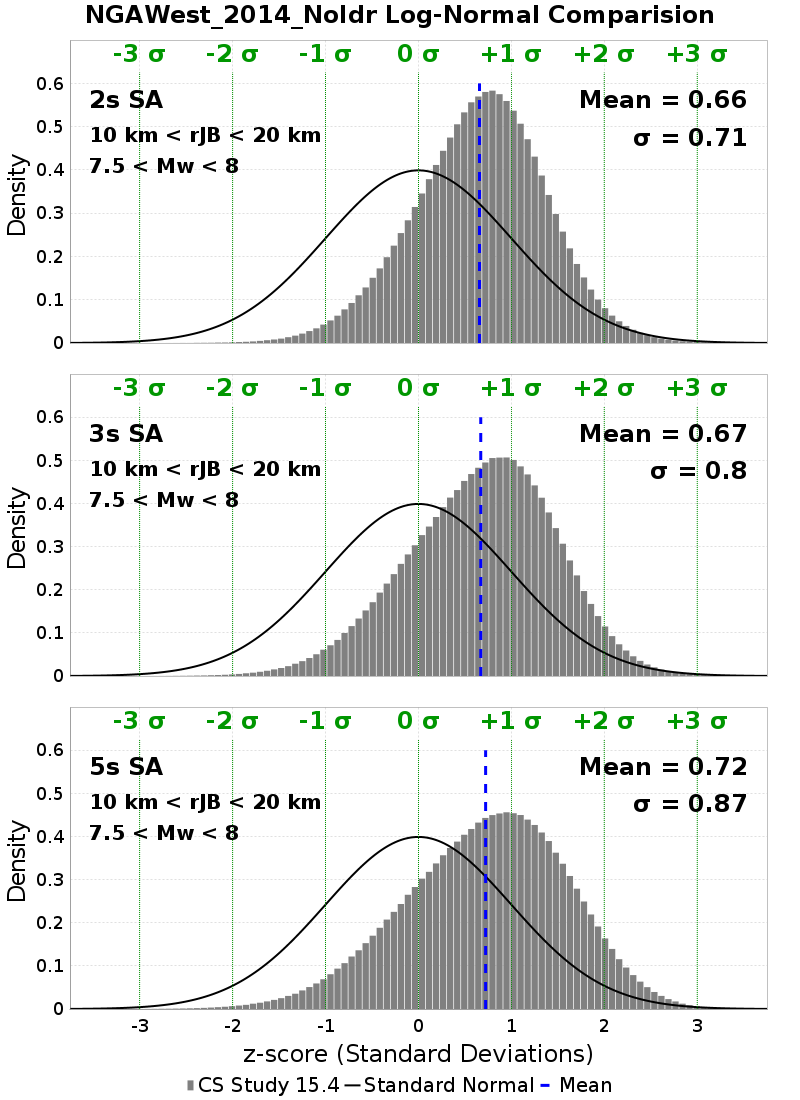 NGAWest_2014_NoIdr Log-Normal Comparision
-3 σ -2 σ -1 σ 0 σ +1 σ +2 σ +3 σ
0.6
2s SA Mean = 0.66
0.5
10 km < rJB < 20 km σ = 0.71
7.5 < Mw < 8
0.4
0.3
0.2
0.1
0
Density
-3 σ -2 σ -1 σ 0 σ +1 σ +2 σ +3 σ
0.6
3s SA Mean = 0.67
0.5
10 km < rJB < 20 km σ = 0.8
7.5 < Mw < 8
0.4
0.3
0.2
0.1
0
Density
-3 σ -2 σ -1 σ 0 σ +1 σ +2 σ +3 σ
0.6
5s SA Mean = 0.72
0.5
10 km < rJB < 20 km σ = 0.87
7.5 < Mw < 8
0.4
0.3
0.2
0.1
0
Density
-3 -2 -1 0 1 2 3
z-score (Standard Deviations)
CS Study 15.4 Standard Normal Mean